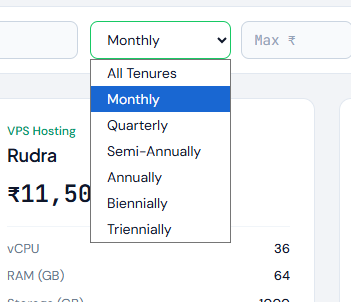 Monthly
Max ₹
All Tenures
Monthly
Quarterly
Semi-Annually
Annually
Biennially
Triennially
VPS Hosting
Rudra
₹11,50
vCPU 36
RAM (GB) 64